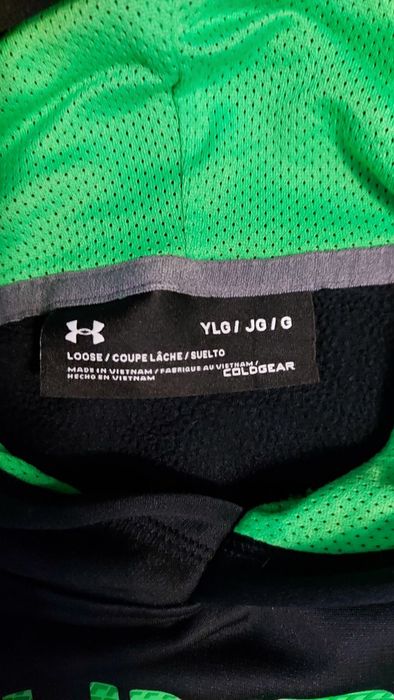 YLG / JG / G
LOOSE / COUPE LÂCHE / SUELTO
MADE IN VIETNAM / FABRIQUÉ AU VIETNAM /
HECHO EN VIETNAM
COLDGEAR